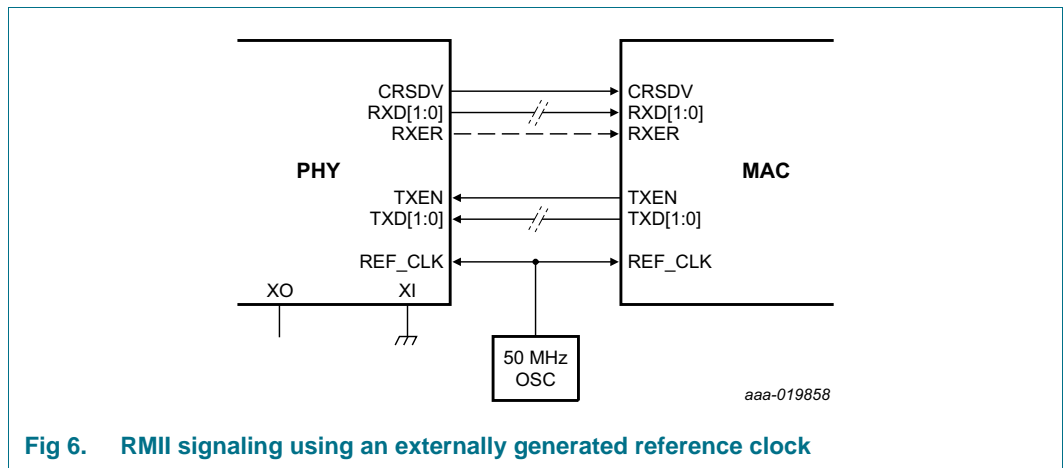 CRSDV CRSDV
RXD[1:0] RXD[1:0]
RXER RXER
PHY MAC
TXEN TXEN
TXD[1:0] TXD[1:0]
REF_CLK REF_CLK
XO XI
50 MHz
OSC
aaa-019858
Fig 6. RMII signaling using an externally generated reference clock